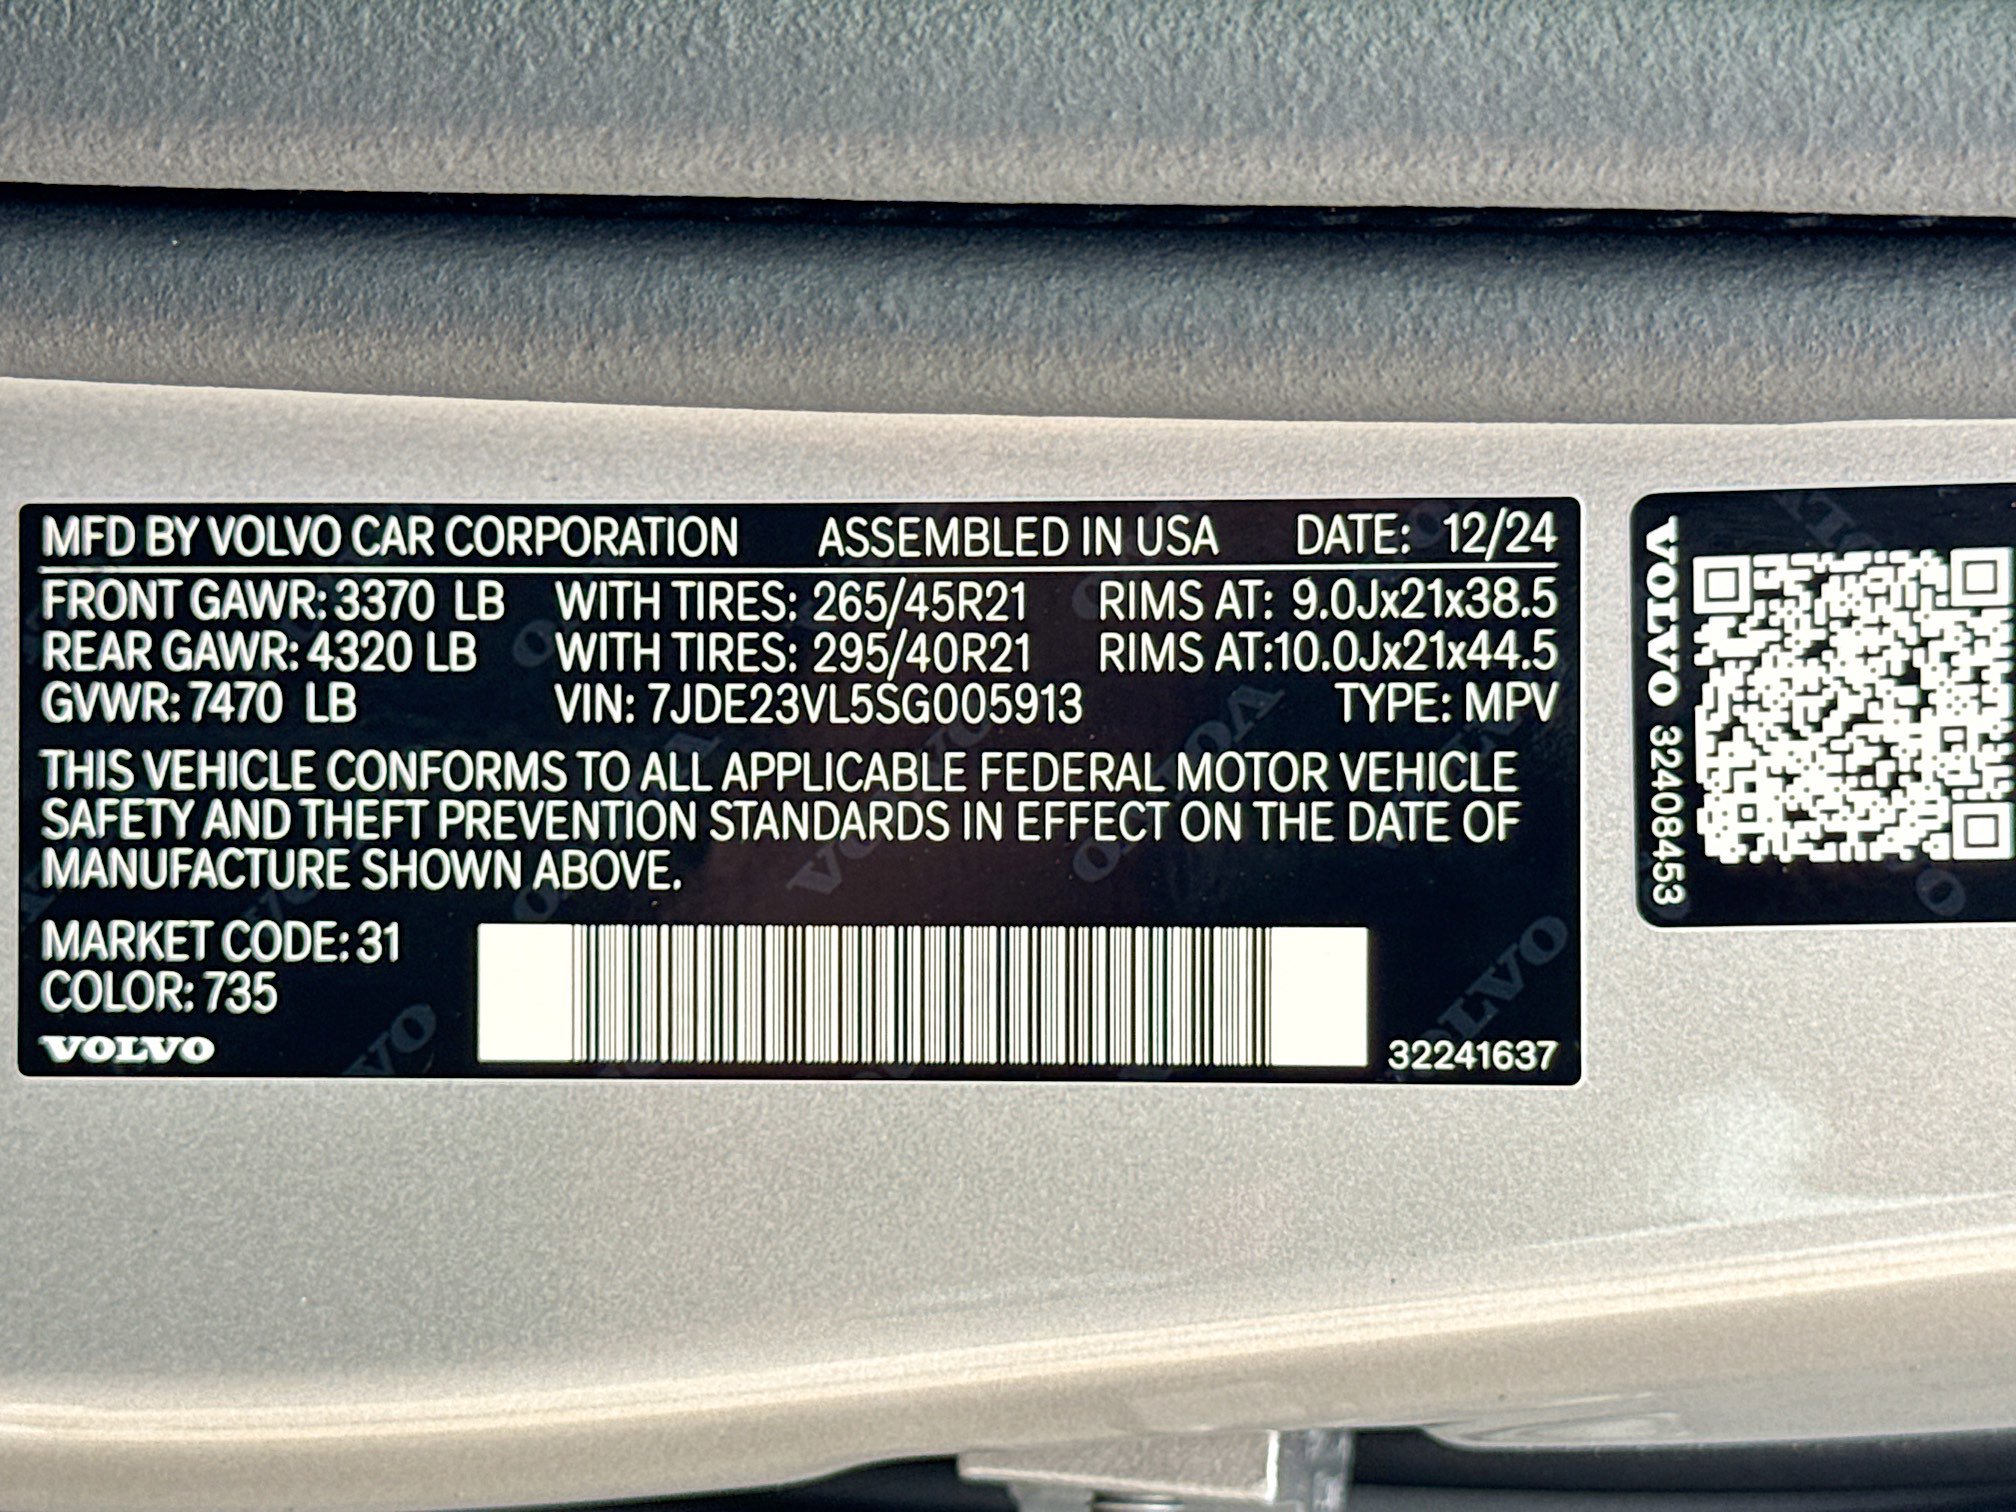 MFD BY VOLVO CAR CORPORATION ASSEMBLED IN USA DATE: 12/24
FRONT GAWR: 3370 LB WITH TIRES: 265/45R21 RIMS AT: 9.0Jx21x38.5
REAR GAWR: 4320 LB WITH TIRES: 295/40R21 RIMS AT:10.0Jx21x44.5
GVWR: 7470 LB VIN: 7JDE23VL5SG005913 TYPE: MPV
THIS VEHICLE CONFORMS TO ALL APPLICABLE FEDERAL MOTOR VEHICLE
SAFETY AND THEFT PREVENTION STANDARDS IN EFFECT ON THE DATE OF
MANUFACTURE SHOWN ABOVE.
MARKET CODE: 31
COLOR: 735
VOLVO
32241637
VOLVO 32408453